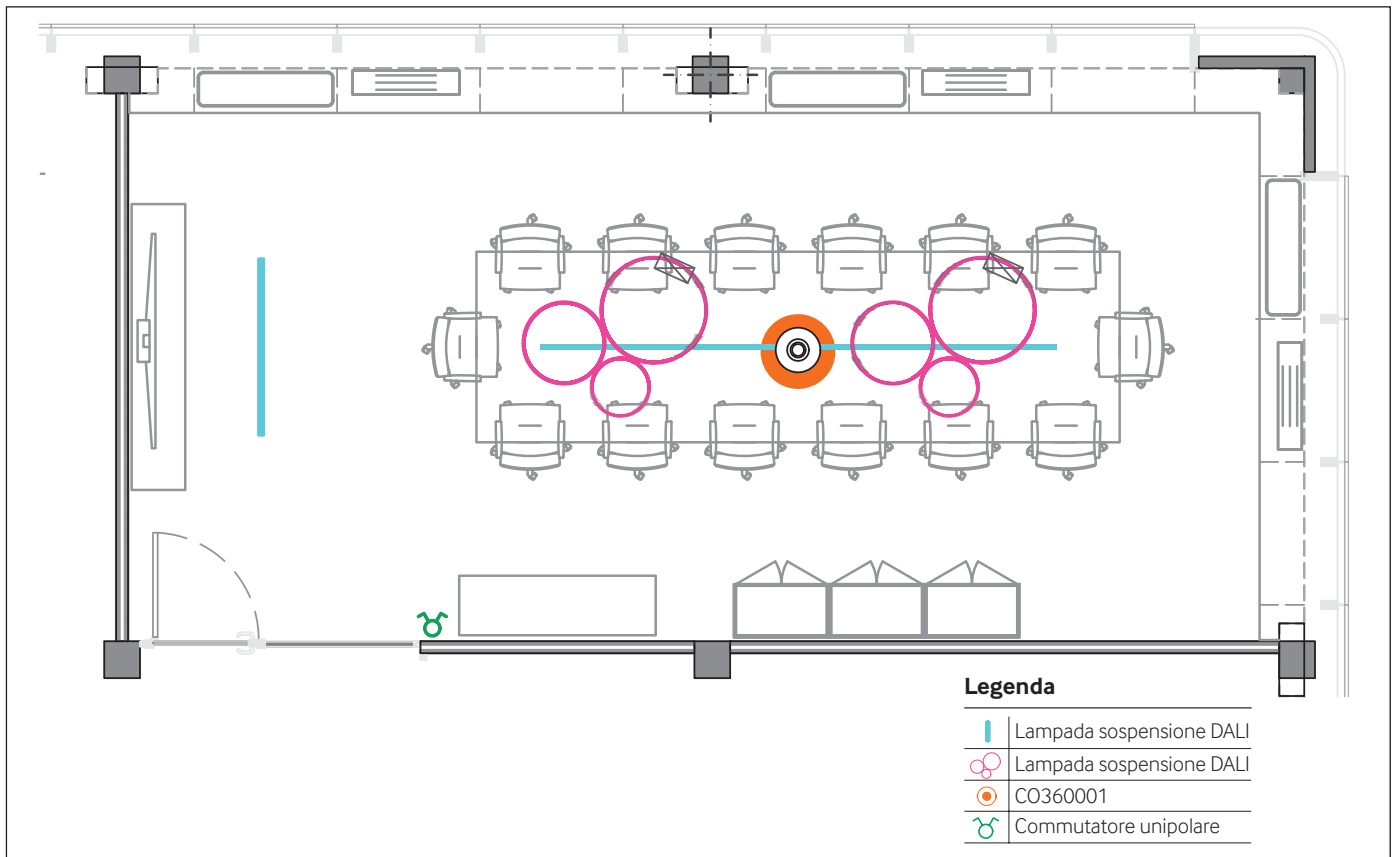 Legenda
Lampada sospensione DALI
Lampada sospensione DALI
CO360001
Commutatore unipolare